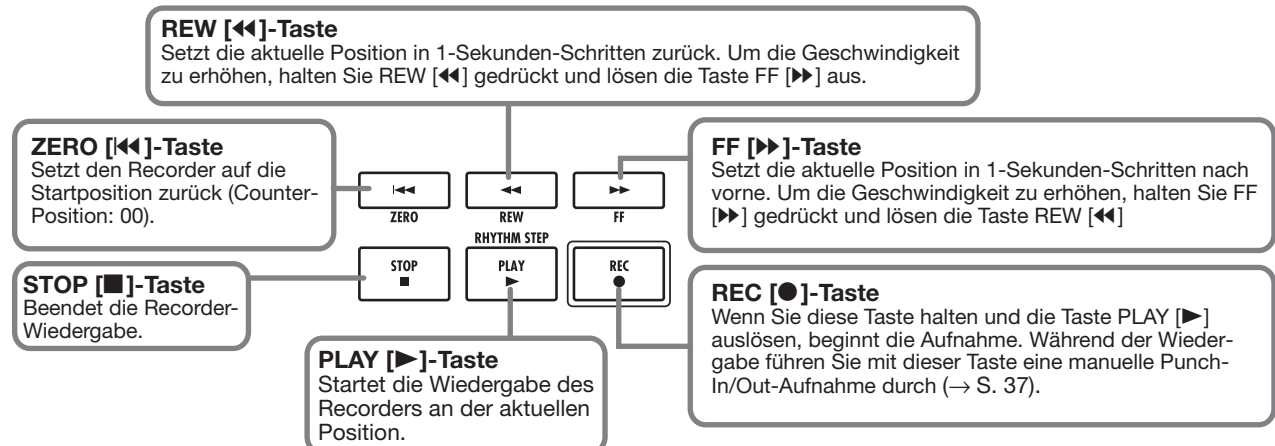 REW [◀◀]-Taste
Setzt die aktuelle Position in 1-Sekunden-Schritten zurück. Um die Geschwindigkeit
zu erhöhen, halten Sie REW [◀◀] gedrückt und lösen die Taste FF [▶▶] aus.
ZERO [|◀◀]-Taste
Setzt den Recorder auf die
Startposition zurück (Counter-
Position: 00).
FF [▶▶]-Taste
Setzt die aktuelle Position in 1-Sekunden-Schritten nach
vorne. Um die Geschwindigkeit zu erhöhen, halten Sie FF
[▶▶] gedrückt und lösen die Taste REW [◀◀]
|◀◀ ◀◀ ▶▶
ZERO REW FF
RHYTHM STEP
STOP PLAY REC
■ ▶ ●
STOP [■]-Taste
Beendet die Recorder-
Wiedergabe.
REC [●]-Taste
Wenn Sie diese Taste halten und die Taste PLAY [▶]
auslösen, beginnt die Aufnahme. Während der Wieder-
gabe führen Sie mit dieser Taste eine manuelle Punch-
In/Out-Aufnahme durch (→ S. 37).
PLAY [▶]-Taste
Startet die Wiedergabe des
Recorders an der aktuellen
Position.